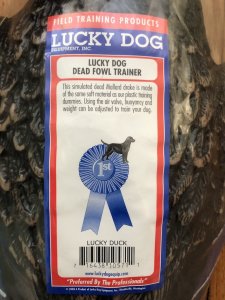 FIELD TRAINING PRODUCTS
LUCKY DOG
EQUIPMENT, INC
LUCKY DOG
DEAD FOWL TRAINER
This simulated dead Mallard drake is made
of the same soft material as our plastic training
dummies. Using the air valve, buoyancy and
weight can be adjusted to train your dog.
1st
LUCKY DUCK
www.luckydogequip.com
"Preferred By The Professionals"